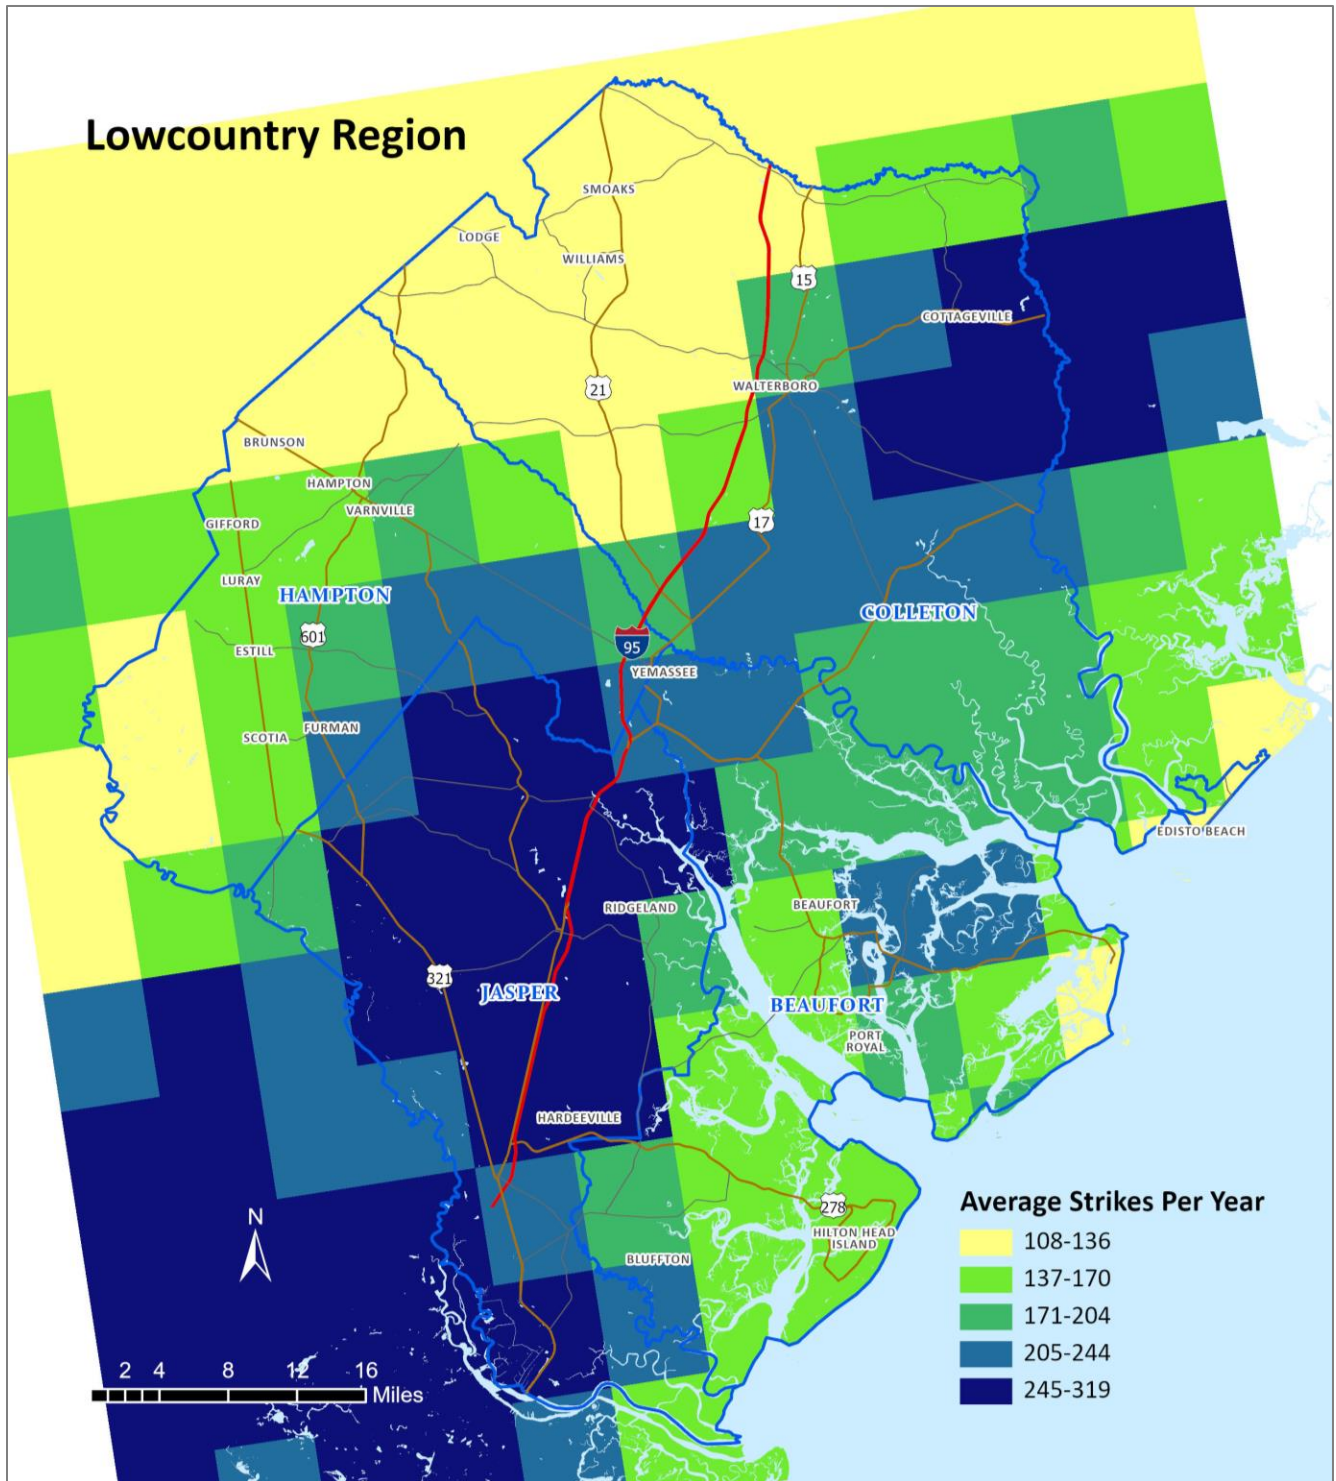 Lowcountry Region
SMOAKS
LODGE
WILLIAMS
15
COTTAGEVILLE
21
WALTERBORO
BRUNSON
HAMPTON
VARNVILLE
GIFFORD
17
LURAY
HAMPTON
COLLETON
601
95
ESTILL
YEMASSEE
FURMAN
SCOTIA
EDISTO BEACH
RIDGELAND
BEAUFORT
321
JASPER
BEAUFORT
PORT
ROYAL
HARDEEVILLE
278
HILTON HEAD
ISLAND
BLUFFTON
N
2 4 8 12 16
Miles
Average Strikes Per Year
108-136
137-170
171-204
205-244
245-319